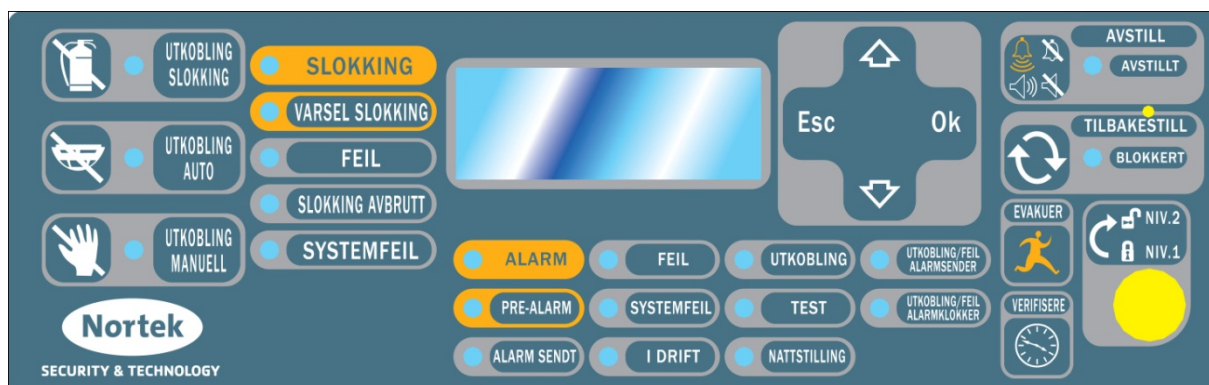 UTKOBLING
SLOKKING
UTKOBLING
AUTO
UTKOBLING
MANUELL
Nortek
SECURITY & TECHNOLOGY
SLOKKING
VARSEL SLOKKING
FEIL
SLOKKING AVBRUTT
SYSTEMFEIL
Esc
Ok
ALARM
FEIL
UTKOBLING
UTKOBLING/FEIL
ALARMSENDER
PRE-ALARM
SYSTEMFEIL
TEST
UTKOBLING/FEIL
ALARMKLOKKER
ALARM SENDT
I DRIFT
NATTSTILLING
AVSTILL
AVSTILLT
TILBAKESTILL
BLOKKERT
EVAKUER
VERIFISERE
NIV.2
NIV.1